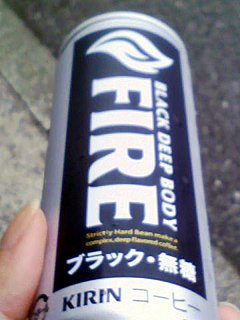 BLACK DEEP BODY
FIRE
Strictly Hard Bean make a
complex, deep flavored coffee.
ブラック・無糖
KIRIN コーヒー